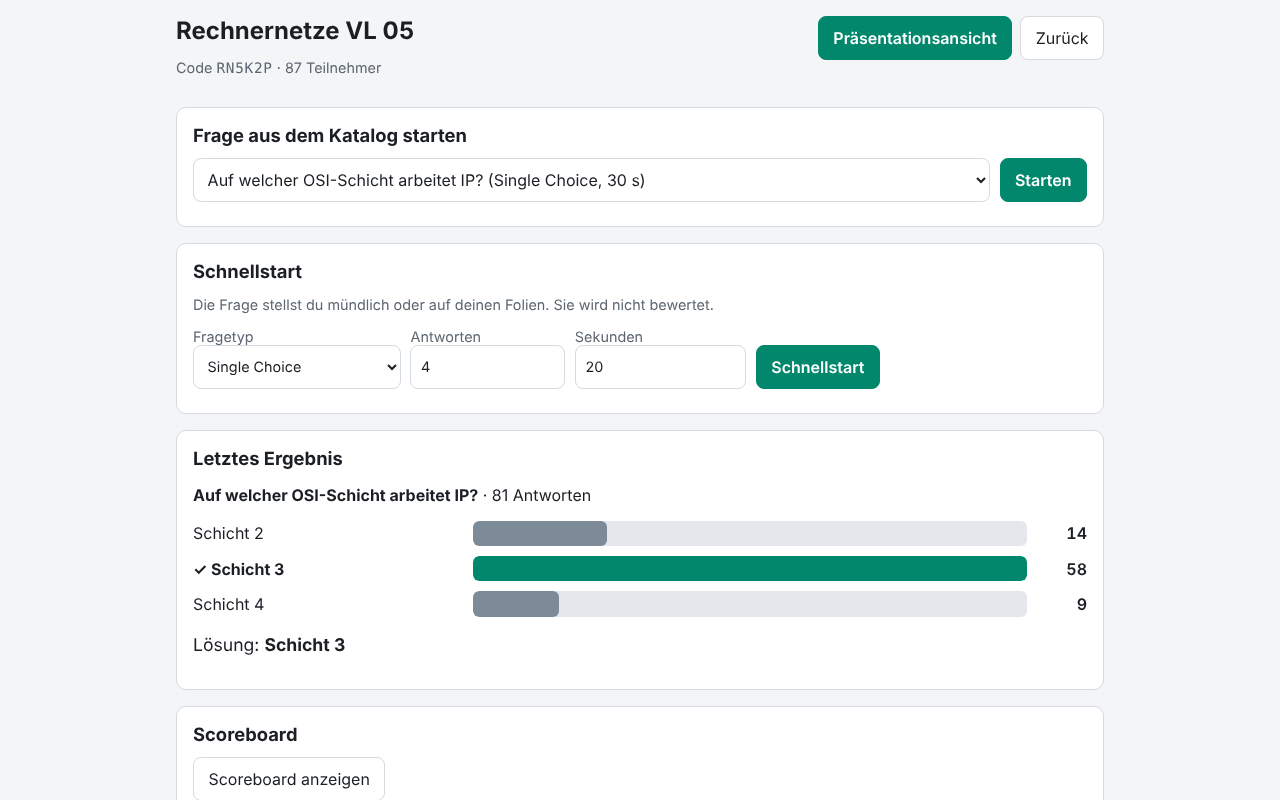 Rechnernetze VL 05
Präsentationsansicht
Zurück
Code RN5K2P · 87 Teilnehmer
Frage aus dem Katalog starten
Auf welcher OSI-Schicht arbeitet IP? (Single Choice, 30 s)
Starten
Schnellstart
Die Frage stellst du mündlich oder auf deinen Folien. Sie wird nicht bewertet.
Fragetyp Antworten Sekunden
Single Choice 4 20 Schnellstart
Letztes Ergebnis
Auf welcher OSI-Schicht arbeitet IP? · 81 Antworten
Schicht 2 14
✓ Schicht 3 58
Schicht 4 9
Lösung: Schicht 3
Scoreboard
Scoreboard anzeigen